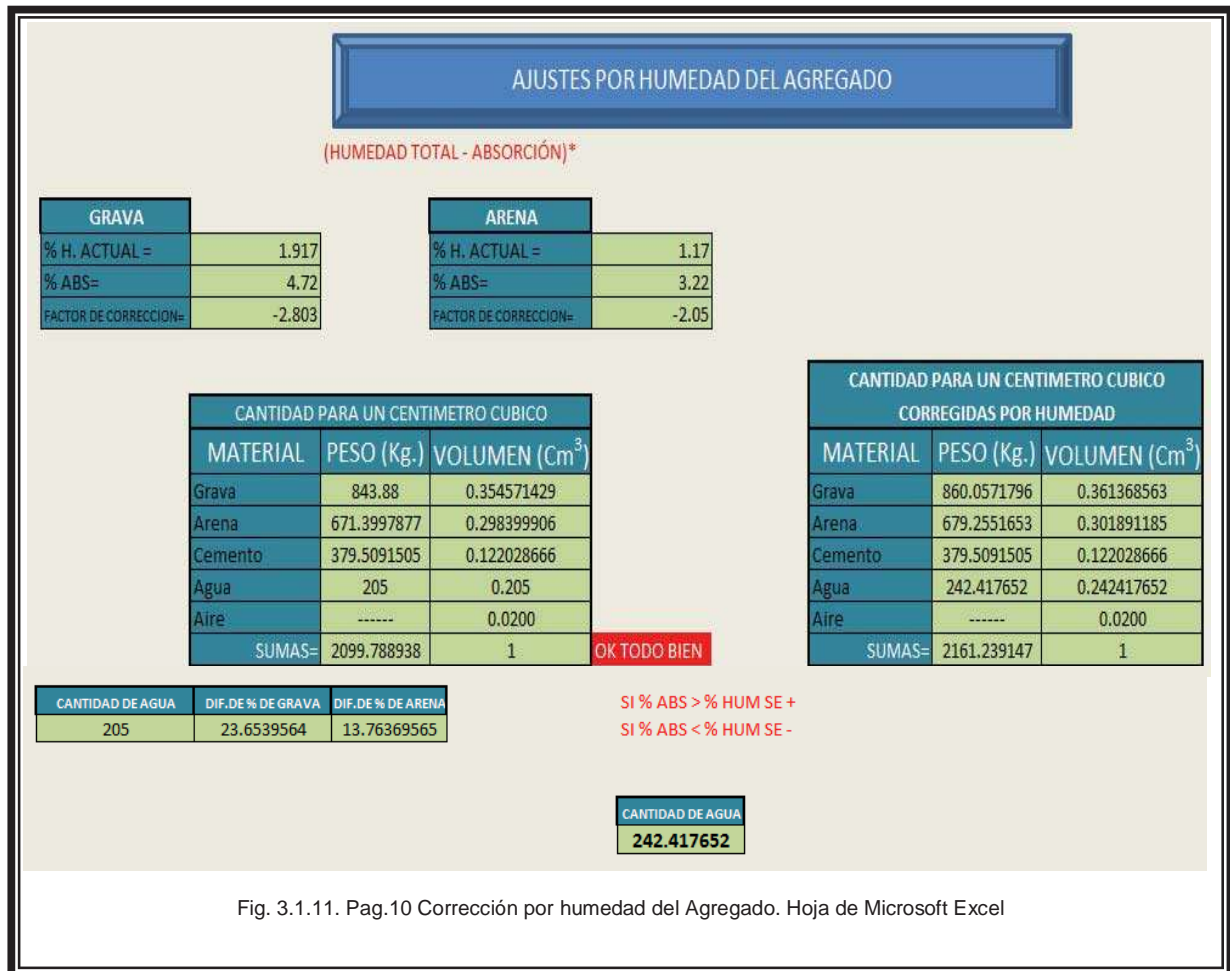 AJUSTES POR HUMEDAD DEL AGREGADO
(HUMEDAD TOTAL - ABSORCIÓN)*
GRAVA
% H. ACTUAL = 1.917
% ABS= 4.72
FACTOR DE CORRECCION= -2.803
ARENA
% H. ACTUAL = 1.17
% ABS= 3.22
FACTOR DE CORRECCION= -2.05
CANTIDAD PARA UN CENTIMETRO CUBICO
MATERIAL PESO (Kg.) VOLUMEN (Cm³)
Grava 843.88 0.354571429
Arena 671.3997877 0.298399906
Cemento 379.5091505 0.122028666
Agua 205 0.205
Aire ------ 0.0200
SUMAS= 2099.788938 1 OK TODO BIEN
CANTIDAD PARA UN CENTIMETRO CUBICO
CORREGIDAS POR HUMEDAD
MATERIAL PESO (Kg.) VOLUMEN (Cm³)
Grava 860.0571796 0.361368563
Arena 679.2551653 0.301891185
Cemento 379.5091505 0.122028666
Agua 242.417652 0.242417652
Aire ------ 0.0200
SUMAS= 2161.239147 1
CANTIDAD DE AGUA DIF.DE % DE GRAVA DIF.DE % DE ARENA
205 23.6539564 13.76369565
SI % ABS > % HUM SE +
SI % ABS < % HUM SE -
CANTIDAD DE AGUA
242.417652
Fig. 3.1.11. Pag.10 Corrección por humedad del Agregado. Hoja de Microsoft Excel